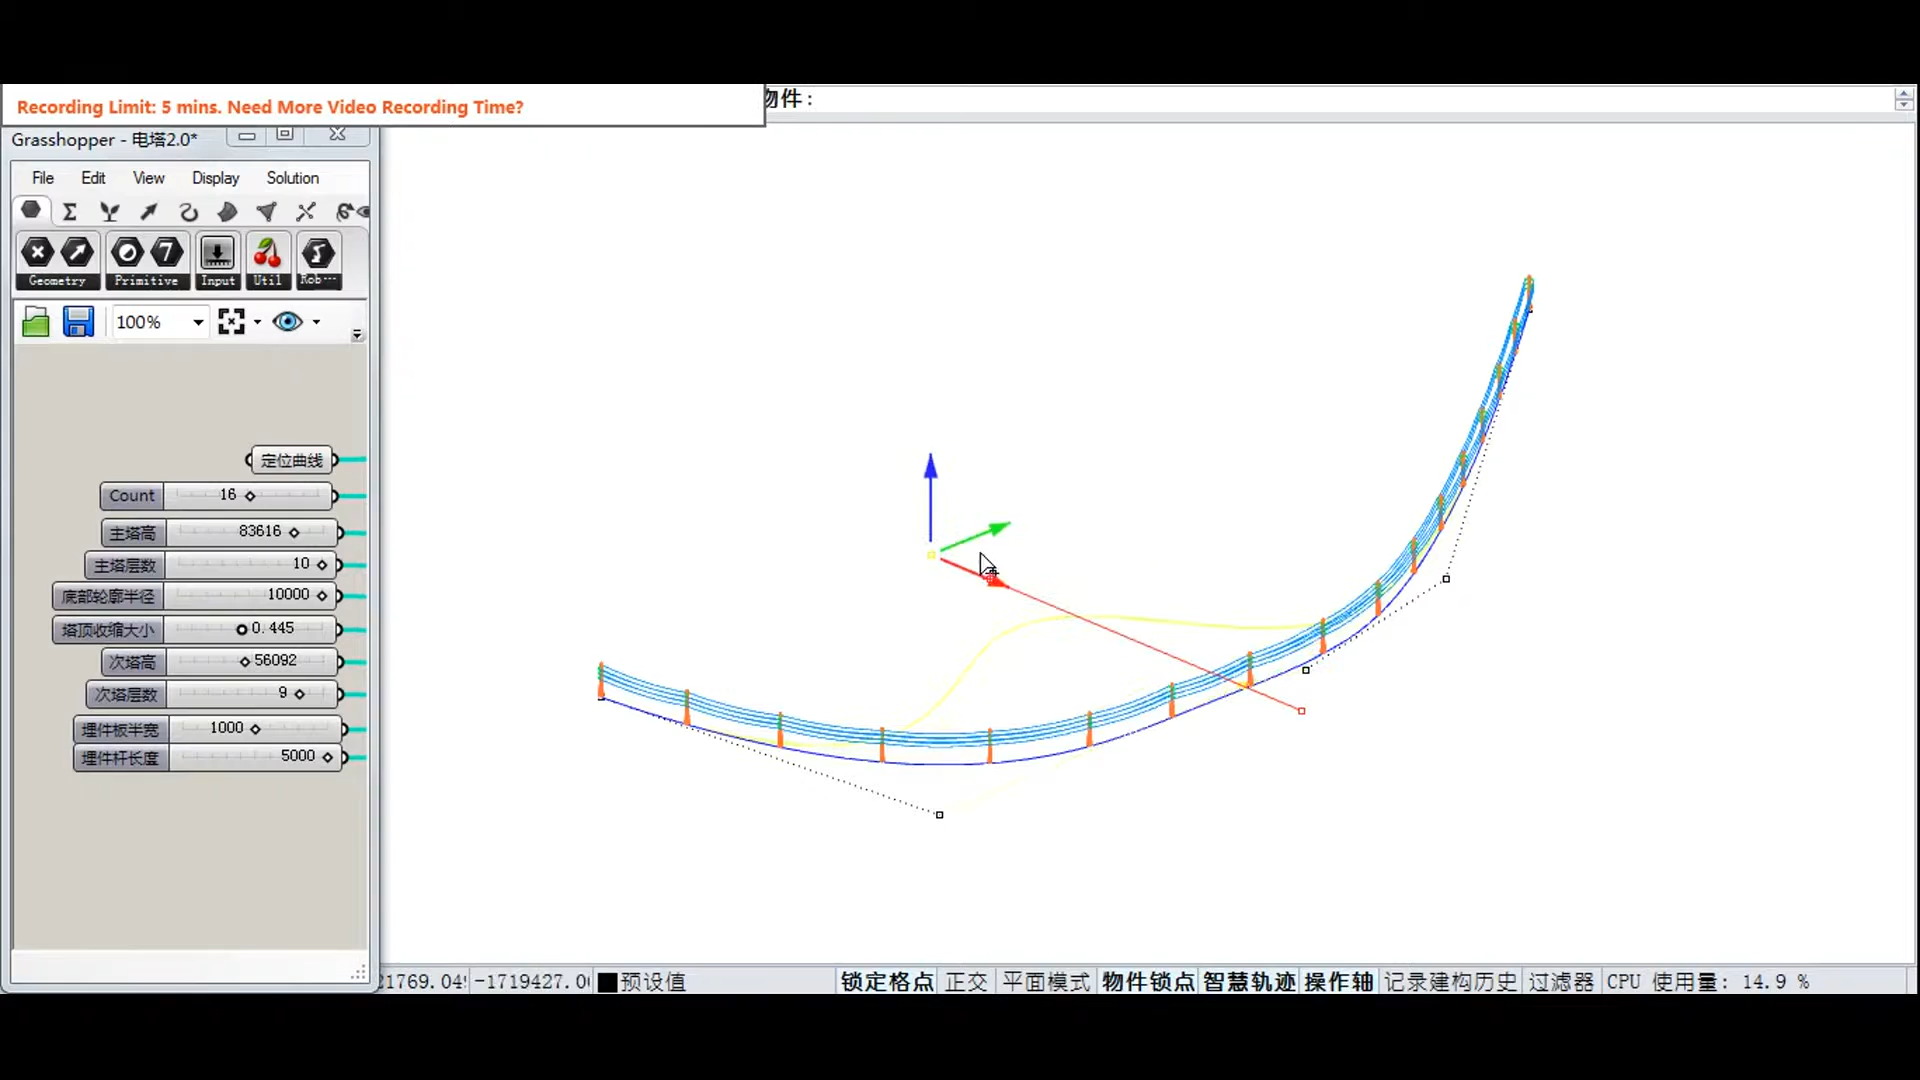 Recording Limit: 5 mins. Need More Video Recording Time?
物件:
Grasshopper - 电塔2.0*
File Edit View Display Solution
Geometry Primitive Input Util Rob...
100%
定位曲线
Count 16
主塔高 83616
主塔层数 10
底部轮廓半径 10000
塔顶收缩大小 0.445
次塔高 56092
次塔层数 9
埋件板半宽 1000
埋件杆长度 5000
-1719427.0 预设值 锁定格点 正交 平面模式 物件锁点 智慧轨迹 操作轴 记录建构历史 过滤器 CPU 使用量: 14.9 %